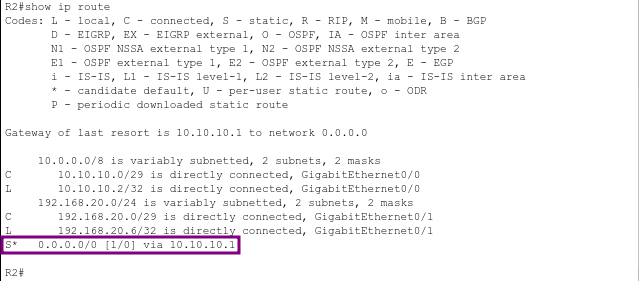 R2#show ip route
Codes: L - local, C - connected, S - static, R - RIP, M - mobile, B - BGP
       D - EIGRP, EX - EIGRP external, O - OSPF, IA - OSPF inter area
       N1 - OSPF NSSA external type 1, N2 - OSPF NSSA external type 2
       E1 - OSPF external type 1, E2 - OSPF external type 2, E - EGP
       i - IS-IS, L1 - IS-IS level-1, L2 - IS-IS level-2, ia - IS-IS inter area
       * - candidate default, U - per-user static route, o - ODR
       P - periodic downloaded static route
Gateway of last resort is 10.10.10.1 to network 0.0.0.0
     10.0.0.0/8 is variably subnetted, 2 subnets, 2 masks
C       10.10.10.0/29 is directly connected, GigabitEthernet0/0
L       10.10.10.2/32 is directly connected, GigabitEthernet0/0
     192.168.20.0/24 is variably subnetted, 2 subnets, 2 masks
C       192.168.20.0/29 is directly connected, GigabitEthernet0/1
L       192.168.20.6/32 is directly connected, GigabitEthernet0/1
S*   0.0.0.0/0 [1/0] via 10.10.10.1
R2#